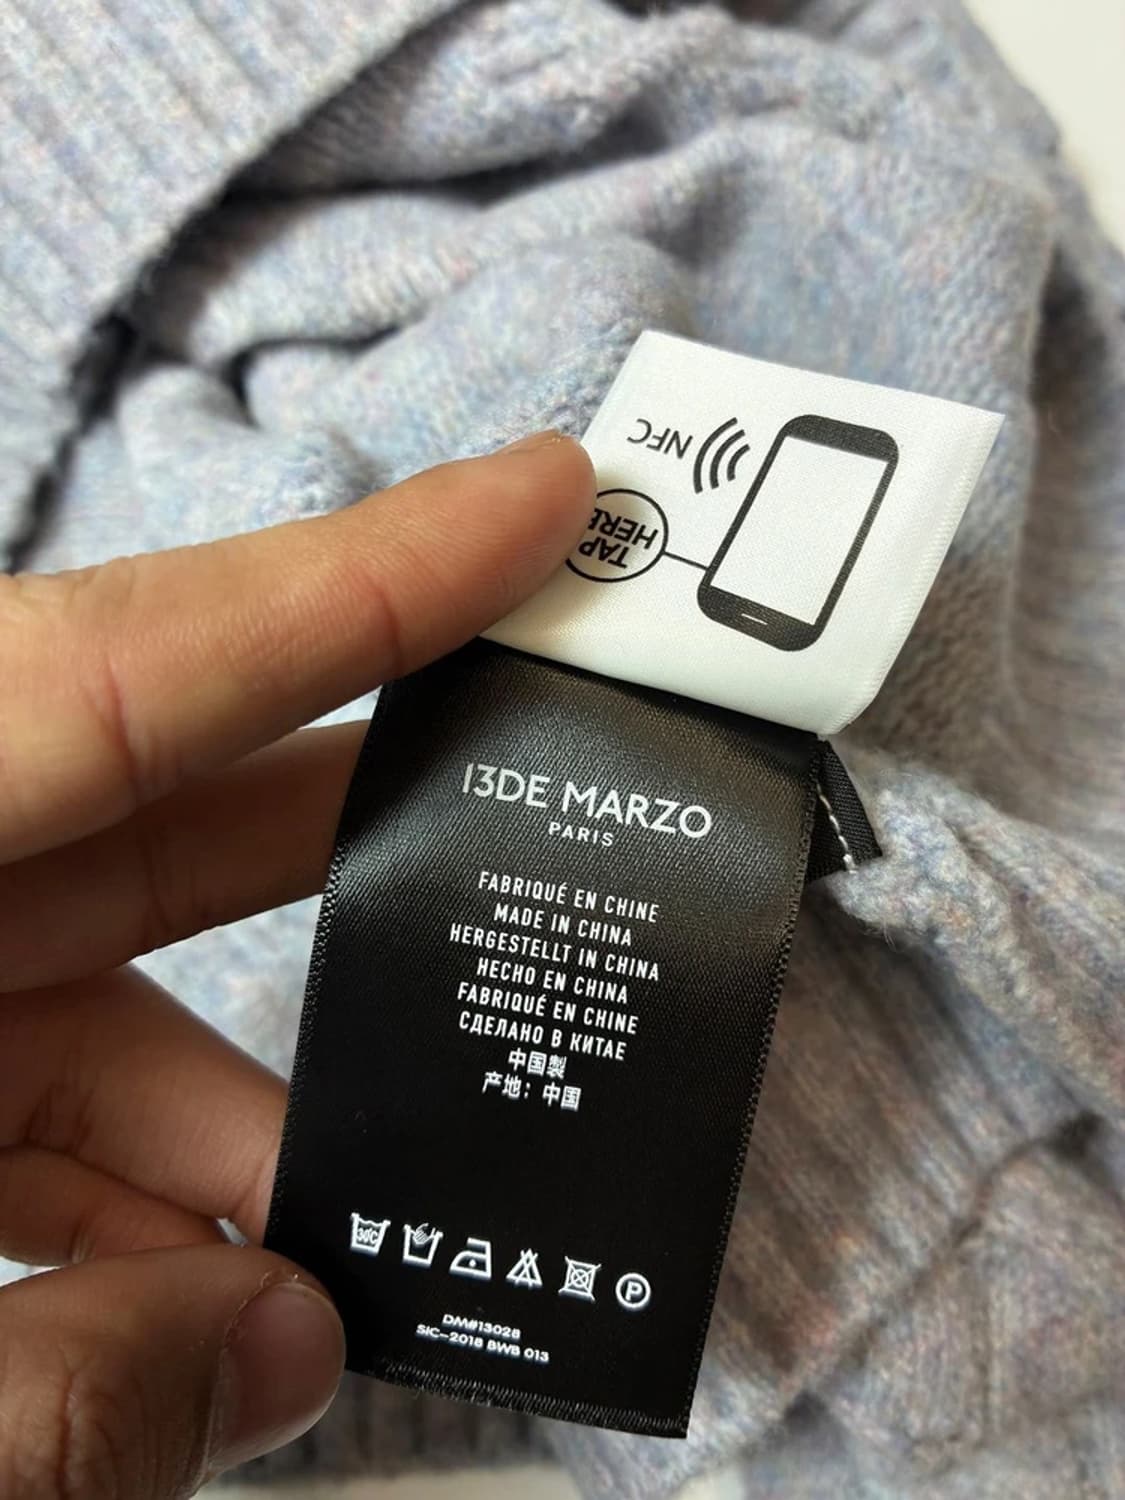 NFC
TAP
HERE
13DE MARZO
PARIS
FABRIQUÉ EN CHINE
MADE IN CHINA
HERGESTELLT IN CHINA
HECHO EN CHINA
FABRIQUÉ EN CHINE
СДЕЛАНО В КИТАЕ
中国製
产地：中国
30℃
P
DM#13028
SIC-2018 BWB 013